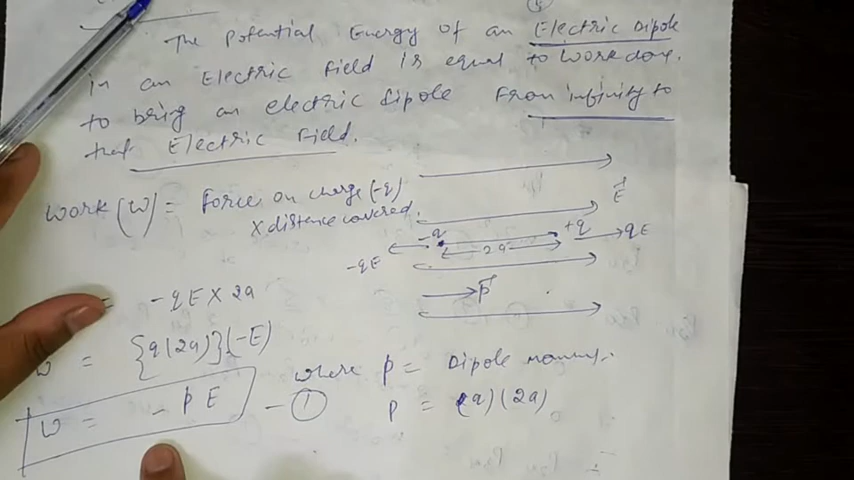 The Potential Energy of an Electric Dipole
in an Electric Field is equal to work done.
to bring an electric dipole from infinity to
that Electric Field.
Work (W) = Force on charge (-q)
x distance covered.
E
-q +q qE
2a
-qE
P
= -qE x 2a
W = {q(2a)}(-E)
W = - P E - ①
where p = Dipole moment.
p = (q)(2a)